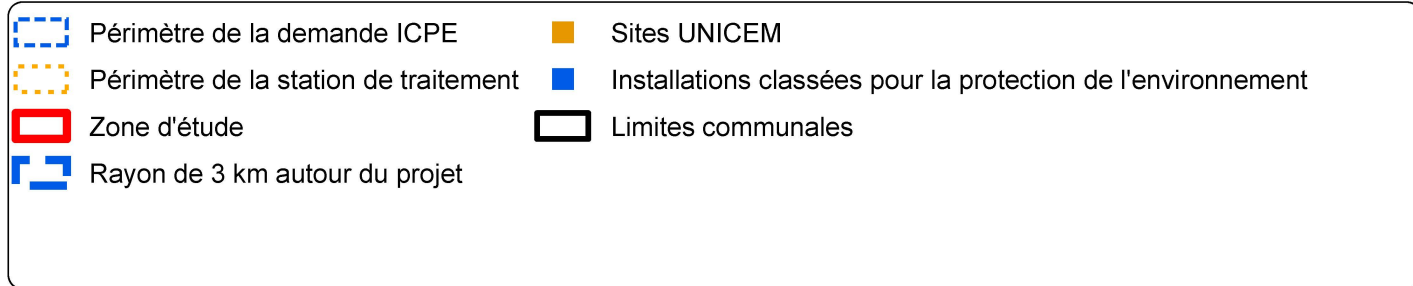 Périmètre de la demande ICPE
Périmètre de la station de traitement
Zone d'étude
Rayon de 3 km autour du projet
Sites UNICEM
Installations classées pour la protection de l'environnement
Limites communales